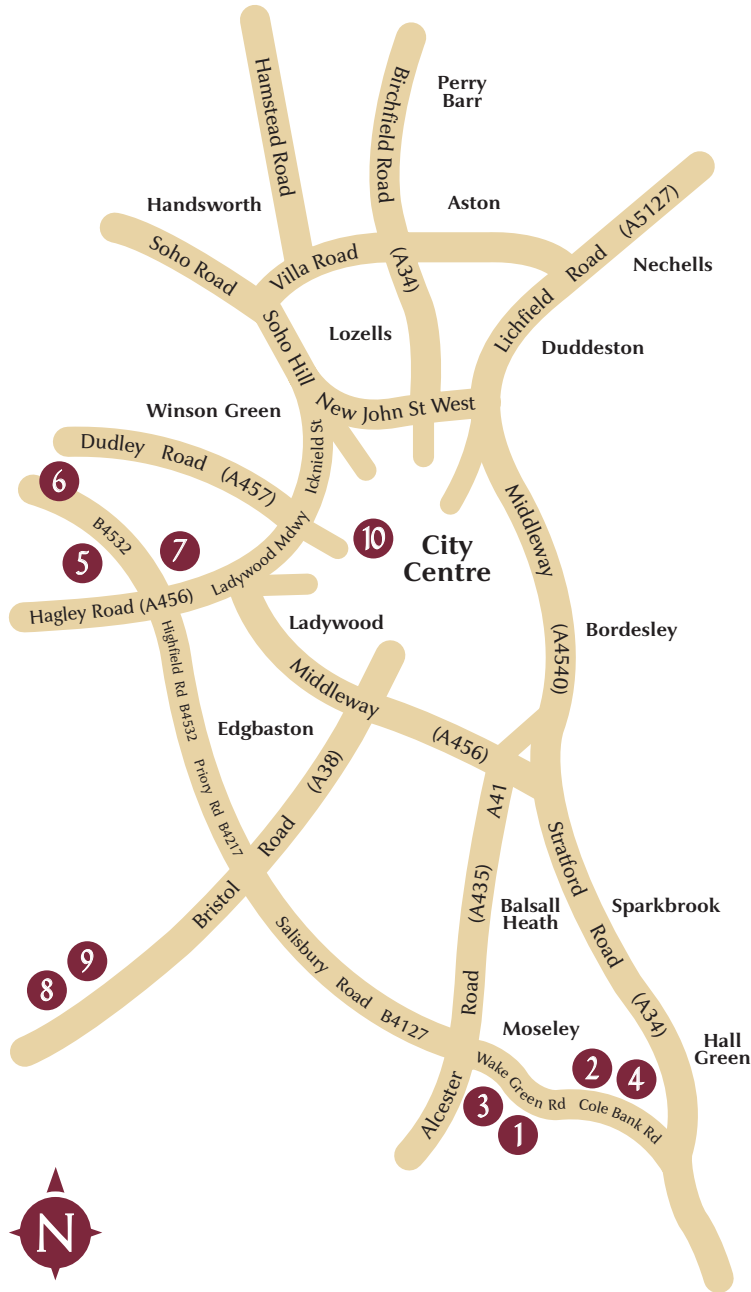 Hamstead Road
Birchfield Road
(A34)
Perry
Barr
Handsworth
Aston
Soho Road
Villa Road
Lichfield Road (A5127)
Nechells
Soho Hill
Lozells
Duddeston
Winson Green
New John St West
Icknield St
Dudley Road (A457)
6
B4532
5
7
10
City
Centre
Middleway
(A4540)
Hagley Road (A456)
Ladywood Mdwy
Ladywood
Bordesley
Highfield Rd B4532
Middleway
(A456)
Edgbaston
Priory Rd B4217
Bristol Road (A38)
A41
Stratford Road (A34)
Balsall
Heath
Sparkbrook
Alcester Road (A435)
Salisbury Road B4127
8
9
Moseley
Hall
Green
Wake Green Rd
Cole Bank Rd
2
4
3
1
N